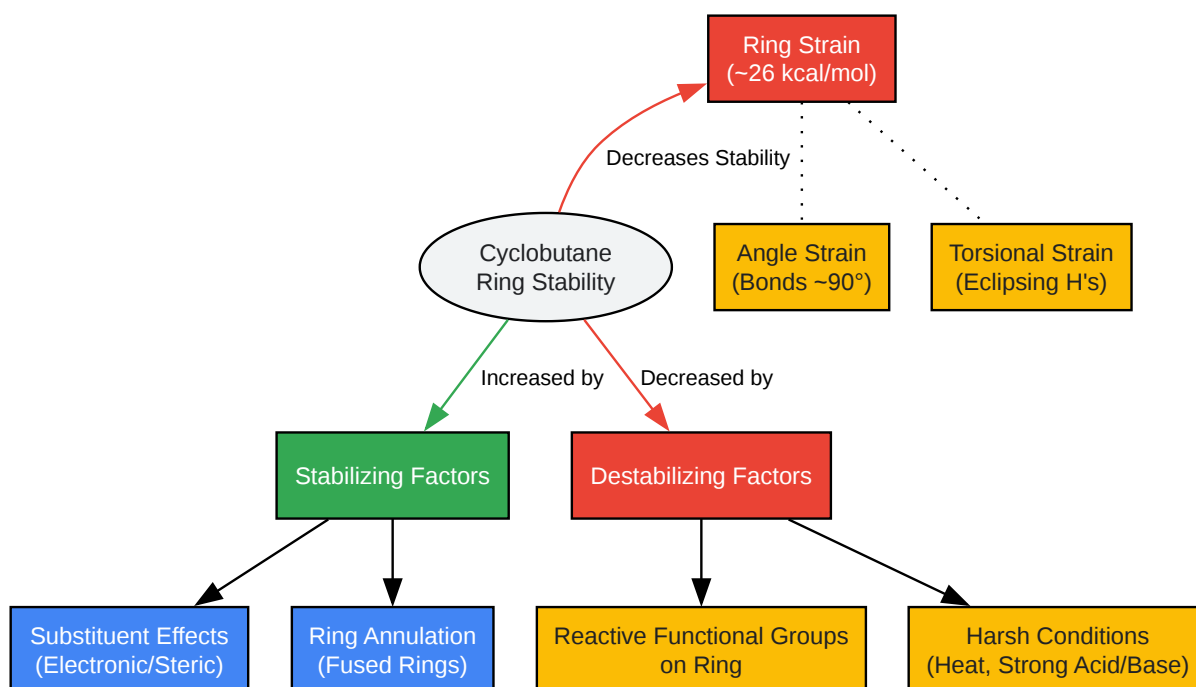 Ring Strain
(~26 kcal/mol)
Decreases Stability
Cyclobutane
Ring Stability
Angle Strain
(Bonds ~90°)
Torsional Strain
(Eclipsing H's)
Increased by
Decreased by
Stabilizing Factors
Destabilizing Factors
Substituent Effects
(Electronic/Steric)
Ring Annulation
(Fused Rings)
Reactive Functional Groups
on Ring
Harsh Conditions
(Heat, Strong Acid/Base)